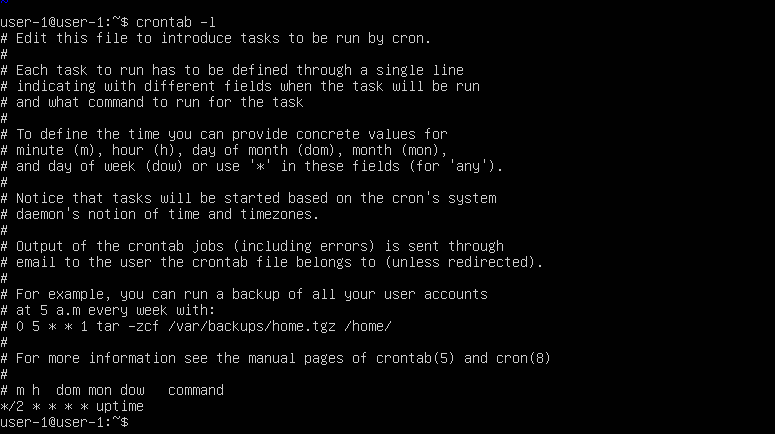 user-1@user-1:~$ crontab -l
# Edit this file to introduce tasks to be run by cron.
#
# Each task to run has to be defined through a single line
# indicating with different fields when the task will be run
# and what command to run for the task
#
# To define the time you can provide concrete values for
# minute (m), hour (h), day of month (dom), month (mon),
# and day of week (dow) or use '*' in these fields (for 'any').
#
# Notice that tasks will be started based on the cron's system
# daemon's notion of time and timezones.
#
# Output of the crontab jobs (including errors) is sent through
# email to the user the crontab file belongs to (unless redirected).
#
# For example, you can run a backup of all your user accounts
# at 5 a.m every week with:
# 0 5 * * 1 tar -zcf /var/backups/home.tgz /home/
#
# For more information see the manual pages of crontab(5) and cron(8)
#
# m h  dom mon dow   command
*/2 * * * * uptime
user-1@user-1:~$